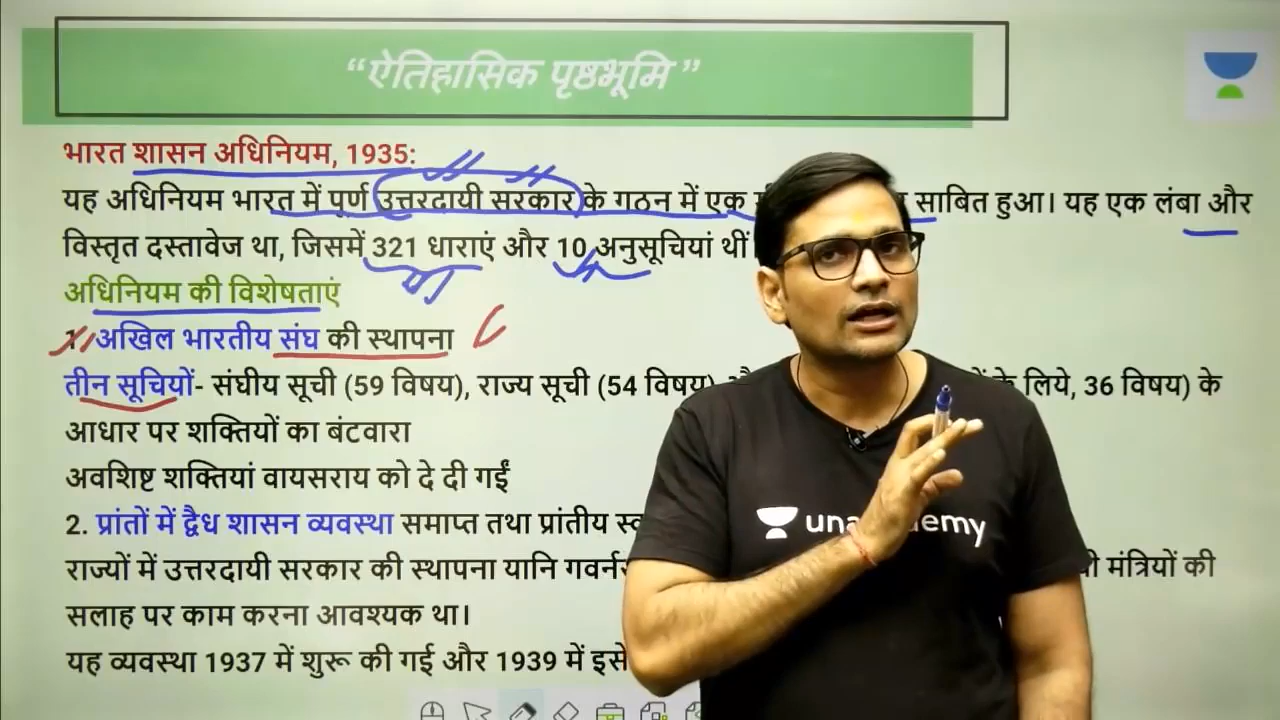 “ऐतिहासिक पृष्ठभूमि”
भारत शासन अधिनियम, 1935:
यह अधिनियम भारत में पूर्ण उत्तरदायी सरकार के गठन में एक साबित हुआ। यह एक लंबा और
विस्तृत दस्तावेज था, जिसमें 321 धाराएं और 10 अनुसूचियां थीं
अधिनियम की विशेषताएं
1. अखिल भारतीय संघ की स्थापना
तीन सूचियों- संघीय सूची (59 विषय), राज्य सूची (54 विषय) के लिये, 36 विषय) के
आधार पर शक्तियों का बंटवारा
अवशिष्ट शक्तियां वायसराय को दे दी गईं
2. प्रांतों में द्वैध शासन व्यवस्था समाप्त तथा प्रांतीय
राज्यों में उत्तरदायी सरकार की स्थापना यानि मंत्रियों की
सलाह पर काम करना आवश्यक था।
यह व्यवस्था 1937 में शुरू की गई और 1939 में इसे